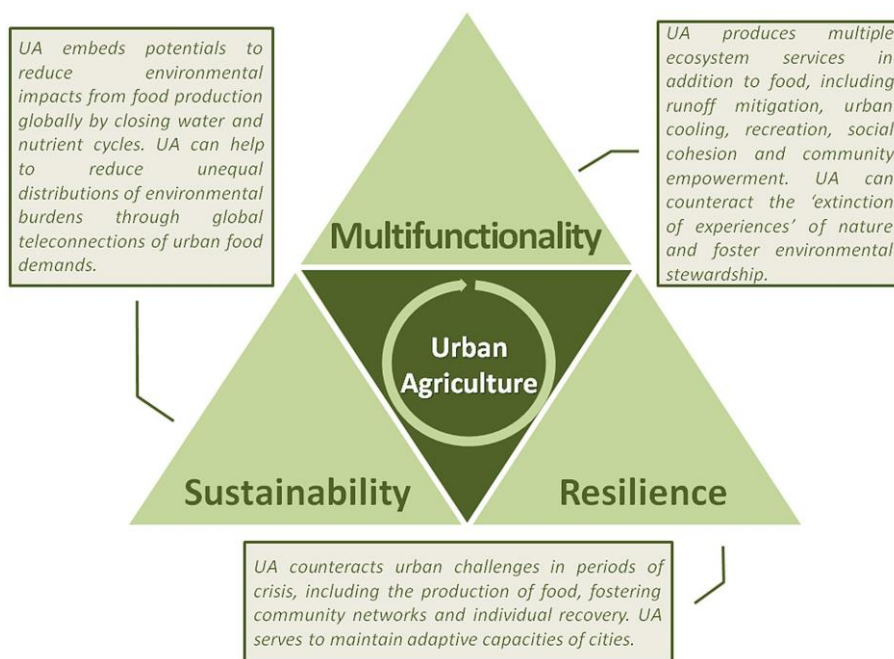 UA embeds potentials to
reduce environmental
impacts from food production
globally by closing water and
nutrient cycles. UA can help
to reduce unequal
distributions of environmental
burdens through global
teleconnections of urban food
demands.
UA produces multiple
ecosystem services in
addition to food, including
runoff mitigation, urban
cooling, recreation, social
cohesion and community
empowerment. UA can
counteract the ‘extinction
of experiences’ of nature
and foster environmental
stewardship.
Multifunctionality
Urban
Agriculture
Sustainability
Resilience
UA counteracts urban challenges in periods of
crisis, including the production of food, fostering
community networks and individual recovery. UA
serves to maintain adaptive capacities of cities.